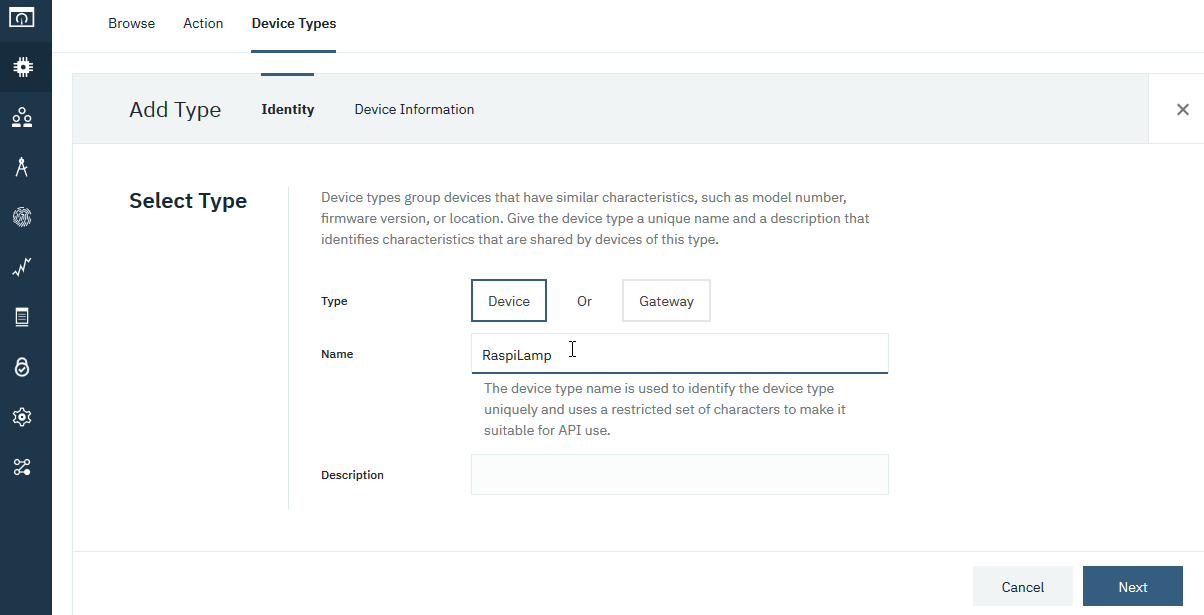 Browse Action Device Types
Add Type Identity Device Information
Select Type
Device types group devices that have similar characteristics, such as model number,
firmware version, or location. Give the device type a unique name and a description that
identifies characteristics that are shared by devices of this type.
Type Device Or Gateway
Name RaspiLamp
The device type name is used to identify the device type
uniquely and uses a restricted set of characters to make it
suitable for API use.
Description
Cancel Next